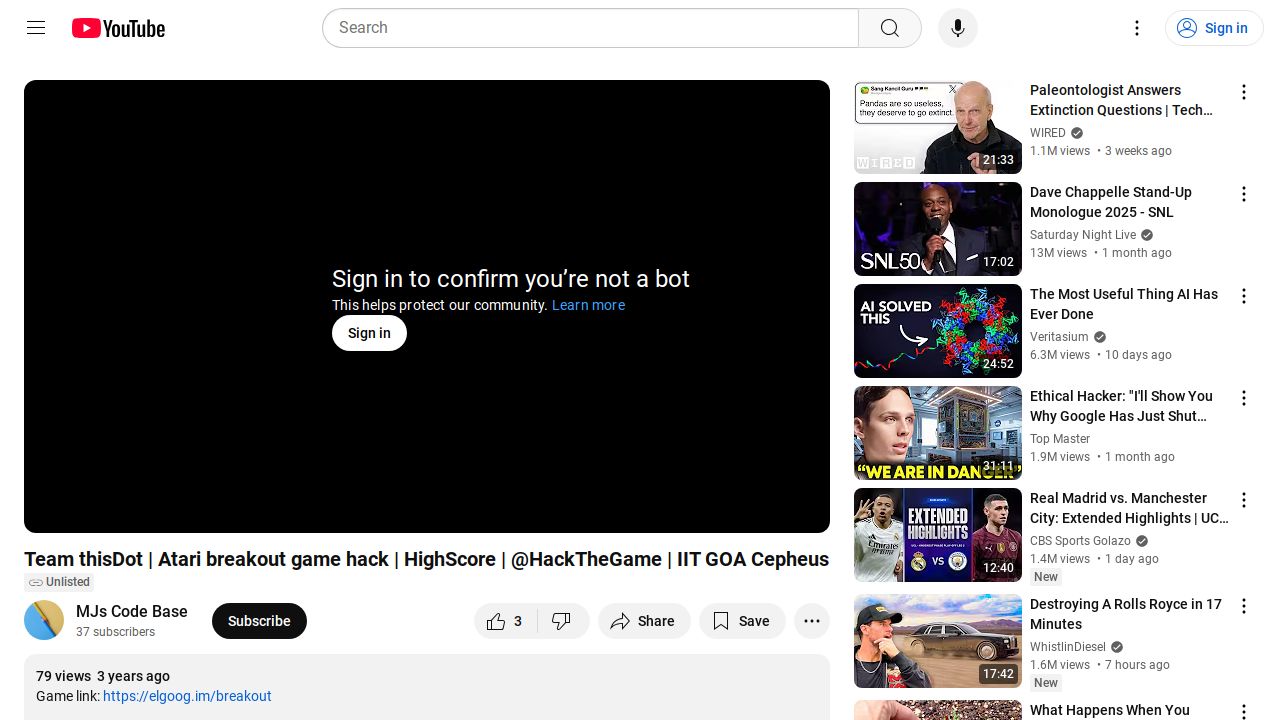 YouTube
Search
Sign in
Sign in to confirm you’re not a bot
This helps protect our community. Learn more
Sign in
Team thisDot | Atari breakout game hack | HighScore | @HackTheGame | IIT GOA Cepheus
Unlisted
MJs Code Base
37 subscribers
Subscribe
3
Share
Save
79 views 3 years ago
Game link: https://elgoog.im/breakout
Sang Kancil Guru
Pandas are so useless,
they deserve to go extinct.
WIRED
21:33
Paleontologist Answers
Extinction Questions | Tech…
WIRED
1.1M views • 3 weeks ago
SNL50
17:02
Dave Chappelle Stand-Up
Monologue 2025 - SNL
Saturday Night Live
13M views • 1 month ago
AI SOLVED
THIS
24:52
The Most Useful Thing AI Has
Ever Done
Veritasium
6.3M views • 10 days ago
“WE ARE IN DANGER”
31:11
Ethical Hacker: "I'll Show You
Why Google Has Just Shut…
Top Master
1.9M views • 1 month ago
EXTENDED
HIGHLIGHTS
VS
12:40
Real Madrid vs. Manchester
City: Extended Highlights | UC…
CBS Sports Golazo
1.4M views • 1 day ago
New
17:42
Destroying A Rolls Royce in 17
Minutes
WhistlinDiesel
1.6M views • 7 hours ago
New
What Happens When You